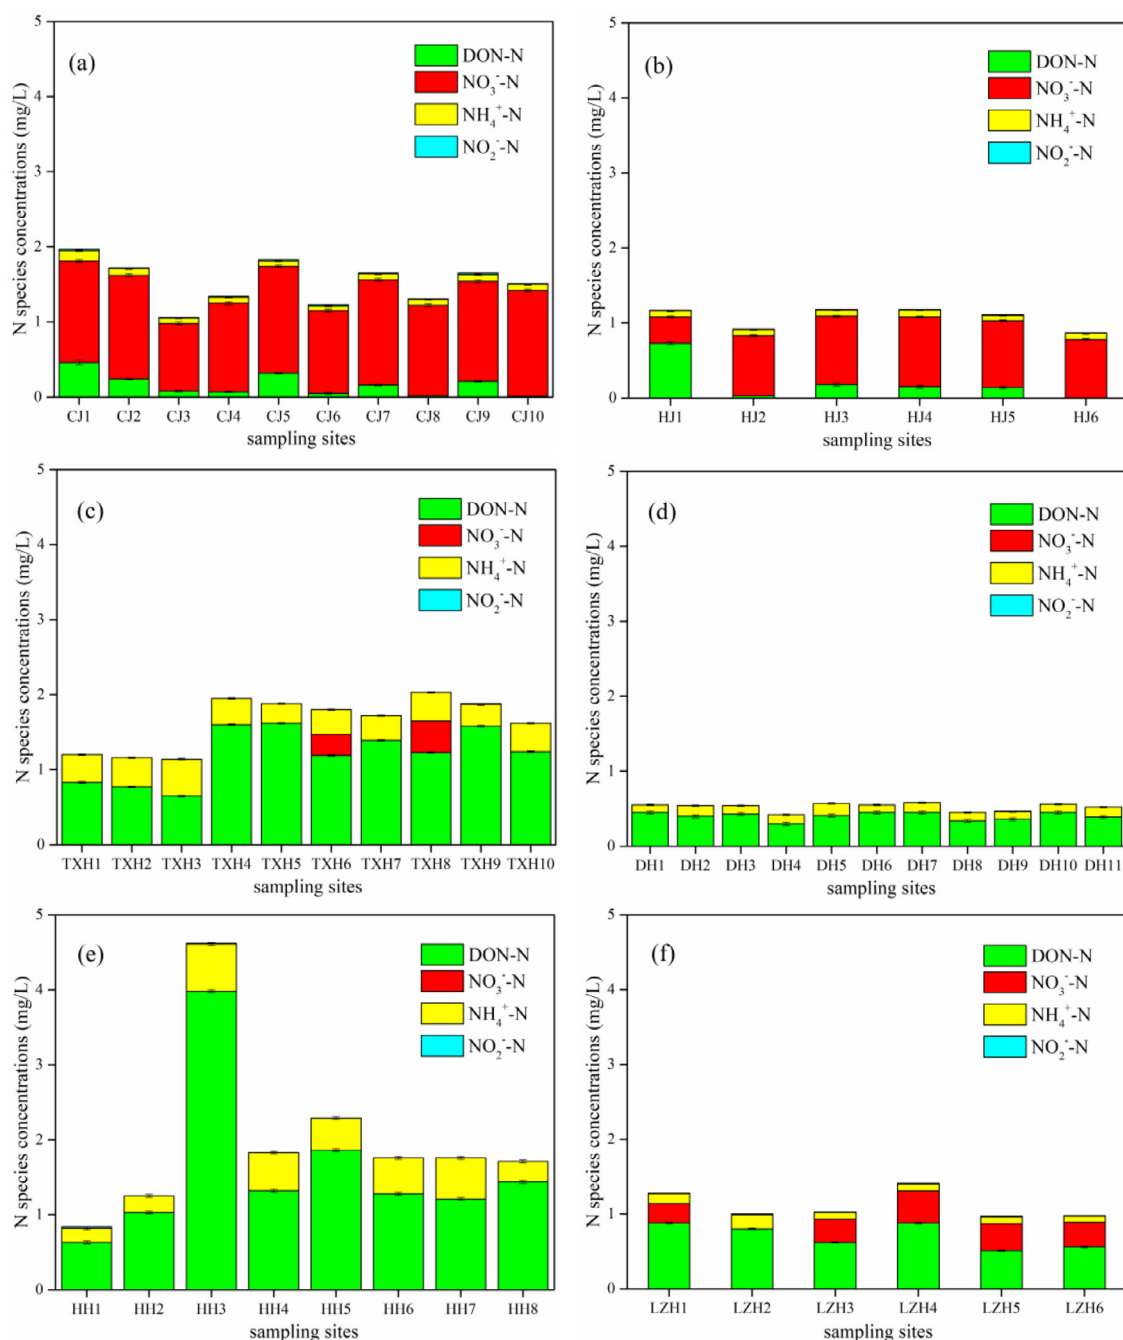 (a)
N species concentrations (mg/L)
5
4
3
2
1
0
DON-N
NO₃⁻-N
NH₄⁺-N
NO₂⁻-N
CJ1 CJ2 CJ3 CJ4 CJ5 CJ6 CJ7 CJ8 CJ9 CJ10
sampling sites
(b)
N species concentrations (mg/L)
5
4
3
2
1
0
DON-N
NO₃⁻-N
NH₄⁺-N
NO₂⁻-N
HJ1 HJ2 HJ3 HJ4 HJ5 HJ6
sampling sites
(c)
N species concentrations (mg/L)
5
4
3
2
1
0
DON-N
NO₃⁻-N
NH₄⁺-N
NO₂⁻-N
TXH1 TXH2 TXH3 TXH4 TXH5 TXH6 TXH7 TXH8 TXH9 TXH10
sampling sites
(d)
N species concentrations (mg/L)
5
4
3
2
1
0
DON-N
NO₃⁻-N
NH₄⁺-N
NO₂⁻-N
DH1 DH2 DH3 DH4 DH5 DH6 DH7 DH8 DH9 DH10 DH11
sampling sites
(e)
N species concentrations (mg/L)
5
4
3
2
1
0
DON-N
NO₃⁻-N
NH₄⁺-N
NO₂⁻-N
HH1 HH2 HH3 HH4 HH5 HH6 HH7 HH8
sampling sites
(f)
N species concentrations (mg/L)
5
4
3
2
1
0
DON-N
NO₃⁻-N
NH₄⁺-N
NO₂⁻-N
LZH1 LZH2 LZH3 LZH4 LZH5 LZH6
sampling sites